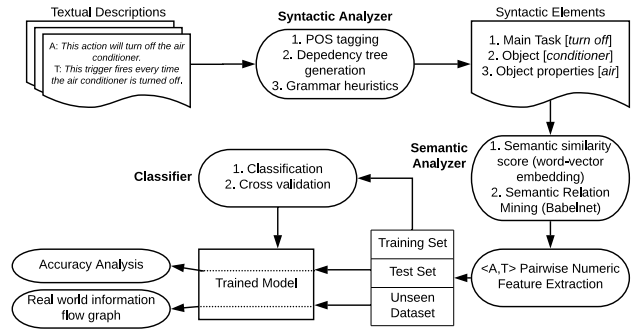 Textual Descriptions
A: This action will turn off the air
conditioner.
T: This trigger fires every time
the air conditioner is turned off.
Syntactic Analyzer
1. POS tagging
2. Depedency tree
generation
3. Grammar heuristics
Syntactic Elements
1. Main Task [turn off]
2. Object [conditioner]
3. Object properties [air]
Semantic
Analyzer
1. Semantic similarity
score (word-vector
embedding)
2. Semantic Relation
Mining (Babelnet)
Classifier
1. Classification
2. Cross validation
Training Set
Test Set
Unseen
Dataset
<A,T> Pairwise Numeric
Feature Extraction
Trained Model
Accuracy Analysis
Real world information
flow graph